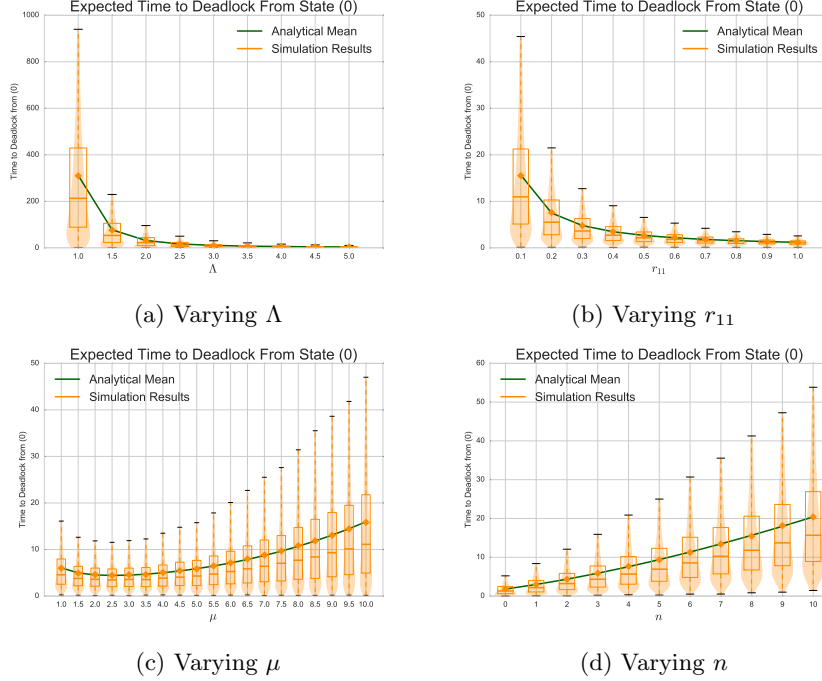 Expected Time to Deadlock From State (0)
1000
800
600
400
200
0
Time to Deadlock from (0)
Analytical Mean
Simulation Results
1.0 1.5 2.0 2.5 3.0 3.5 4.0 4.5 5.0
Λ
(a) Varying Λ
Expected Time to Deadlock From State (0)
50
40
30
20
10
0
Time to Deadlock from (0)
Analytical Mean
Simulation Results
0.1 0.2 0.3 0.4 0.5 0.6 0.7 0.8 0.9 1.0
r₁₁
(b) Varying r₁₁
Expected Time to Deadlock From State (0)
50
40
30
20
10
0
Time to Deadlock from (0)
Analytical Mean
Simulation Results
1.0 1.5 2.0 2.5 3.0 3.5 4.0 4.5 5.0 5.5 6.0 6.5 7.0 7.5 8.0 8.5 9.0 9.5 10.0
μ
(c) Varying μ
Expected Time to Deadlock From State (0)
60
50
40
30
20
10
0
Time to Deadlock from (0)
Analytical Mean
Simulation Results
0 1 2 3 4 5 6 7 8 9 10
n
(d) Varying n